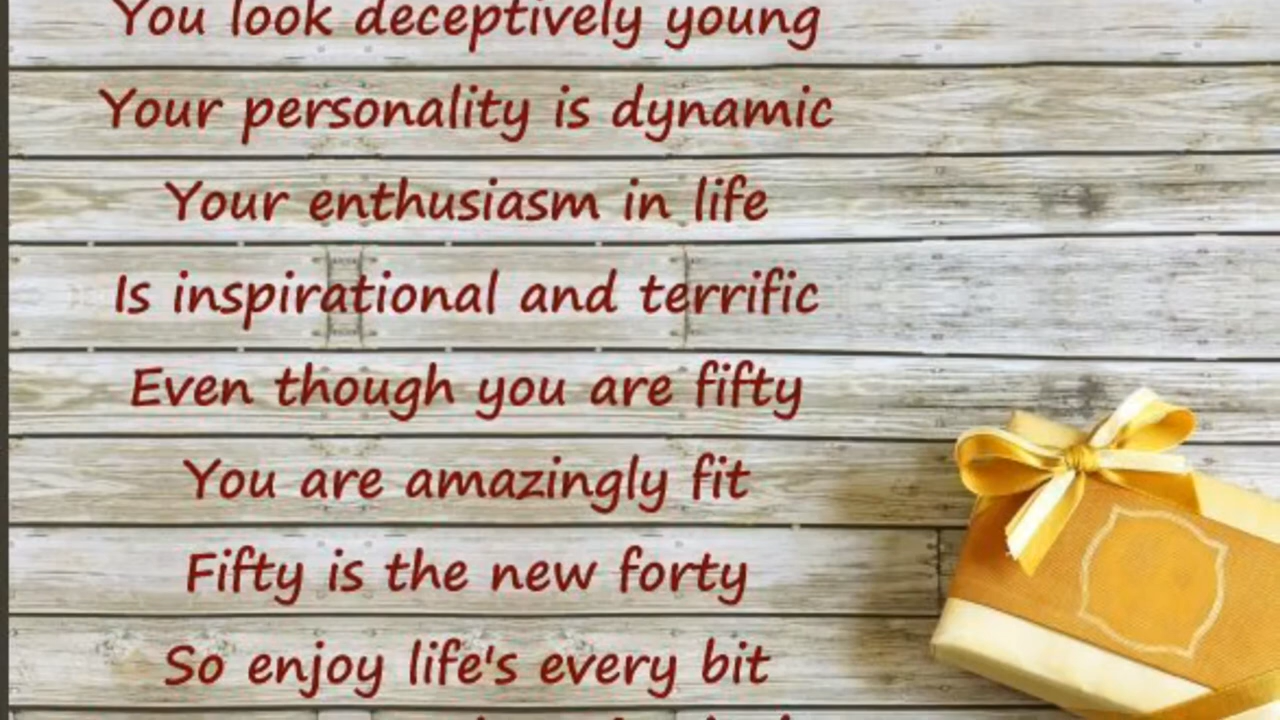 You look deceptively young
Your personality is dynamic
Your enthusiasm in life
Is inspirational and terrific
Even though you are fifty
You are amazingly fit
Fifty is the new forty
So enjoy life's every bit